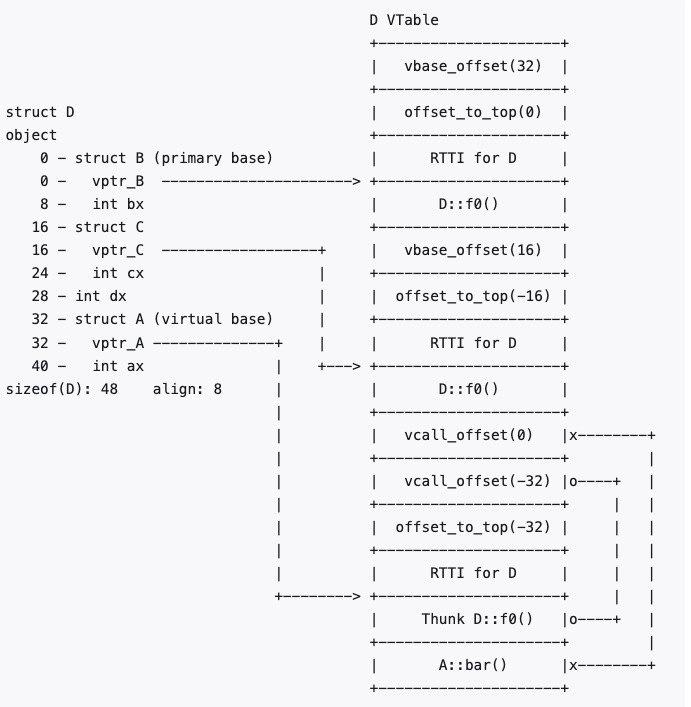 D VTable
                                          +---------------------+
                                          |   vbase_offset(32)  |
                                          +---------------------+
struct D                                  |   offset_to_top(0)  |
object                                    +---------------------+
    0 - struct B (primary base)           |      RTTI for D     |
    0 -   vptr_B  ----------------------> +---------------------+
    8 -   int bx                          |       D::f0()       |
   16 - struct C                          +---------------------+
   16 -   vptr_C  ------------------+     |   vbase_offset(16)  |
   24 -   int cx                    |     +---------------------+
   28 - int dx                      |     |  offset_to_top(-16) |
   32 - struct A (virtual base)     |     +---------------------+
   32 -   vptr_A --------------+    |     |      RTTI for D     |
   40 -   int ax               |    +---> +---------------------+
sizeof(D): 48    align: 8      |          |       D::f0()       |
                               |          +---------------------+
                               |          |   vcall_offset(0)   |x--------+
                               |          +---------------------+         |
                               |          |   vcall_offset(-32) |o----+   |
                               |          +---------------------+     |   |
                               |          |  offset_to_top(-32) |     |   |
                               |          +---------------------+     |   |
                               |          |      RTTI for D     |     |   |
                               +--------> +---------------------+     |   |
                                          |     Thunk D::f0()   |o----+   |
                                          +---------------------+         |
                                          |       A::bar()      |x--------+
                                          +---------------------+